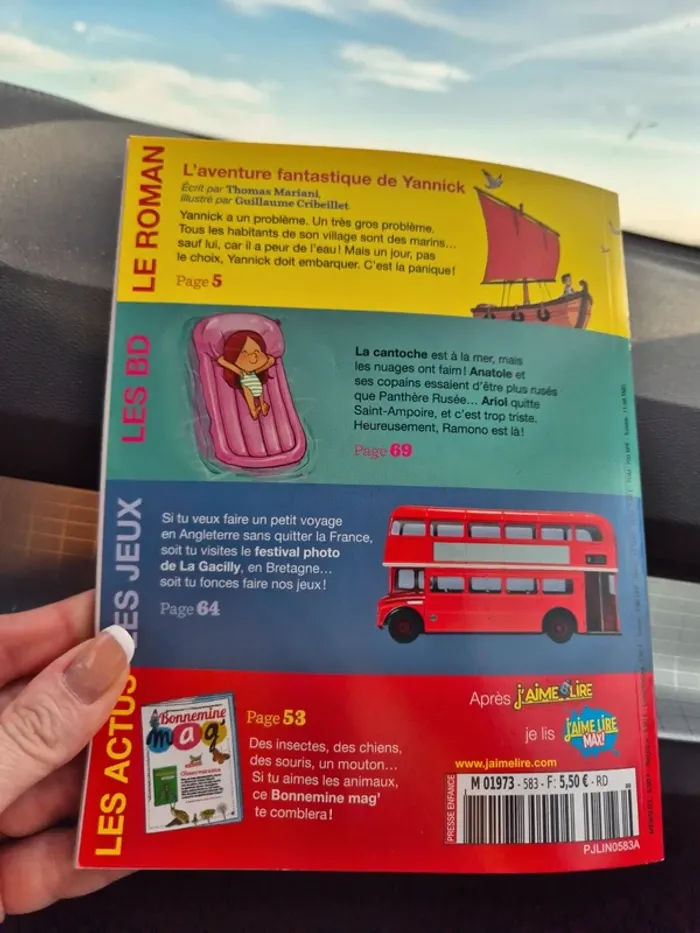 LE ROMAN
L'aventure fantastique de Yannick
Écrit par Thomas Mariani,
illustré par Guillaume Cribeillet
Yannick a un problème. Un très gros problème.
Tous les habitants de son village sont des marins...
sauf lui, car il a peur de l'eau ! Mais un jour, pas
le choix, Yannick doit embarquer. C'est la panique !
Page 5
LES BD
La cantoche est à la mer, mais
les nuages ont faim ! Anatole et
ses copains essaient d'être plus rusés
que Panthère Rusée... Ariol quitte
Saint-Ampoire, et c'est trop triste.
Heureusement, Ramono est là !
Page 69
LES JEUX
Si tu veux faire un petit voyage
en Angleterre sans quitter la France,
soit tu visites le festival photo
de La Gacilly, en Bretagne...
soit tu fonces faire nos jeux !
Page 64
LES ACTUS
Bonnemine
mag'
Page 53
Des insectes, des chiens,
des souris, un mouton...
Si tu aimes les animaux,
ce Bonnemine mag'
te comblera !
Après j'AIME LIRE
je lis J'AIME LIRE
MAX!
www.jaimelire.com
PRESSE ENFANCE
M 01973 - 583 - F: 5,50 € - RD
PJLIN0583A